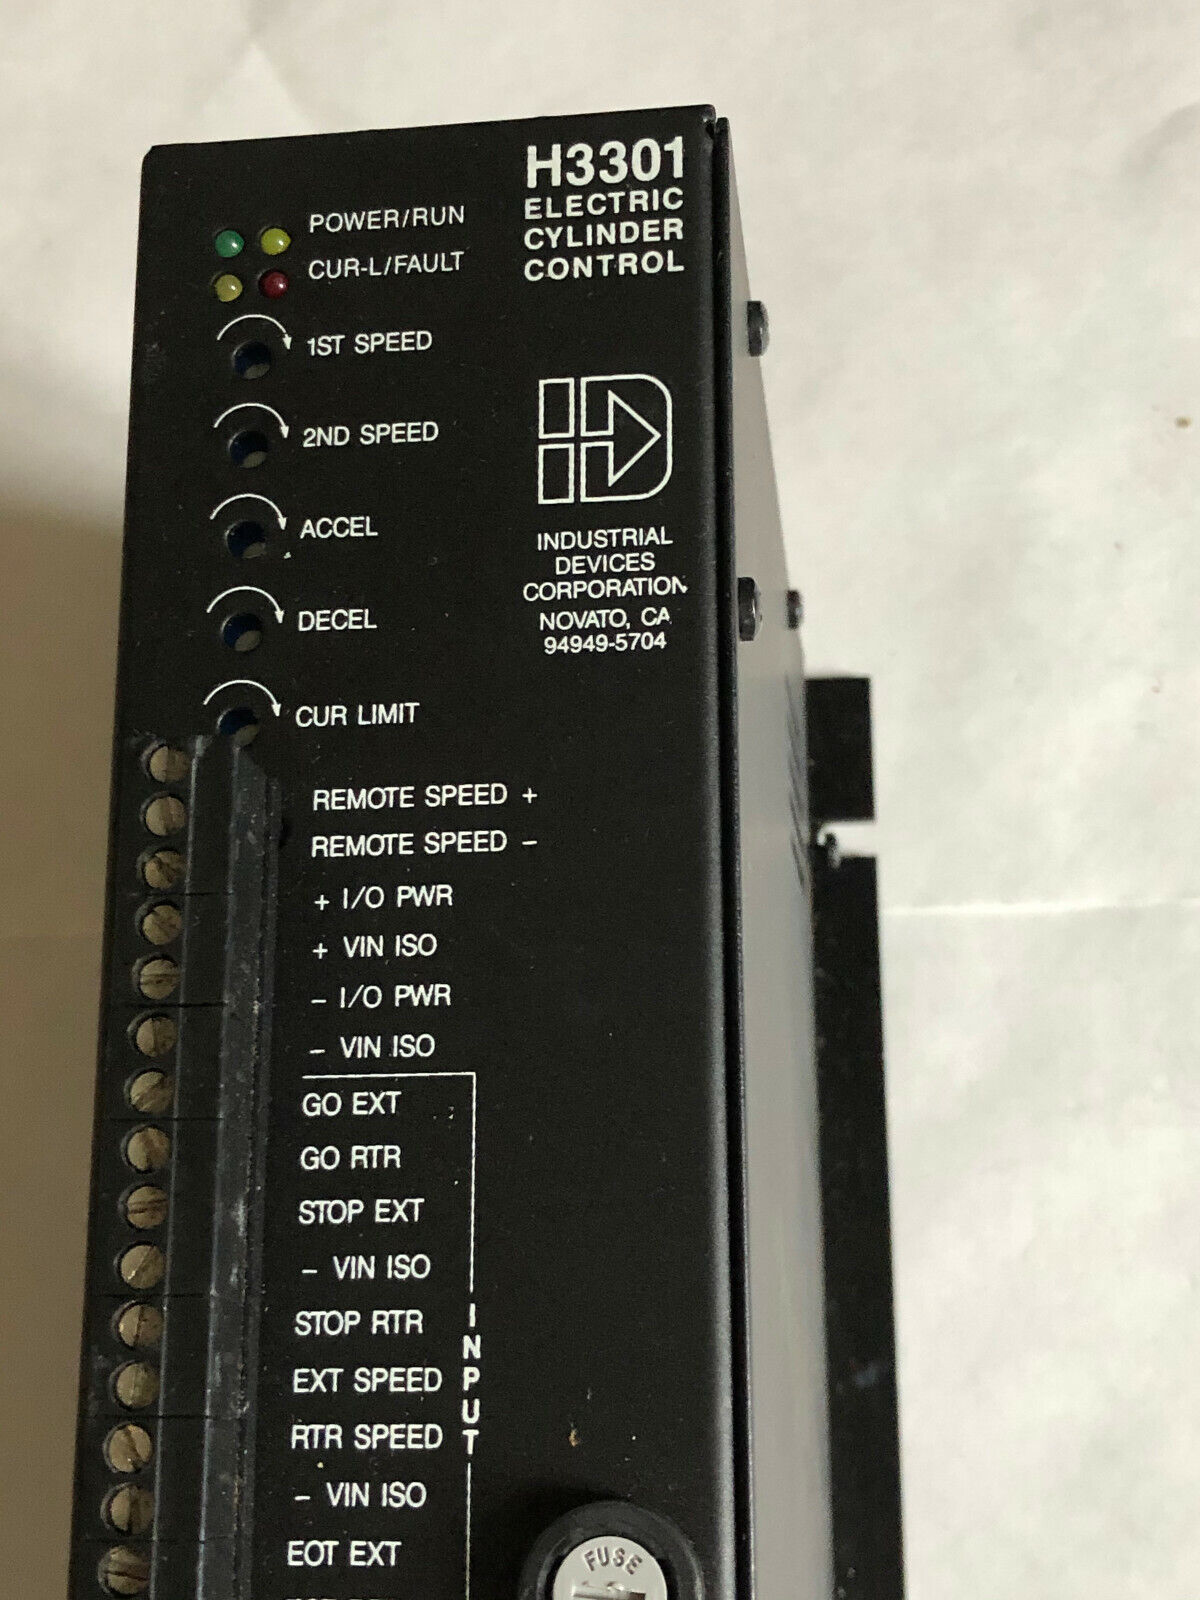 H3301
ELECTRIC
CYLINDER
CONTROL
POWER/RUN
CUR-L/FAULT
1ST SPEED
2ND SPEED
ACCEL
DECEL
CUR LIMIT
INDUSTRIAL
DEVICES
CORPORATION
NOVATO, CA
94949-5704
REMOTE SPEED +
REMOTE SPEED -
+ I/O PWR
+ VIN ISO
- I/O PWR
- VIN ISO
GO EXT
GO RTR
STOP EXT
- VIN ISO
STOP RTR
EXT SPEED
RTR SPEED
- VIN ISO
EOT EXT
INPUT
FUSE